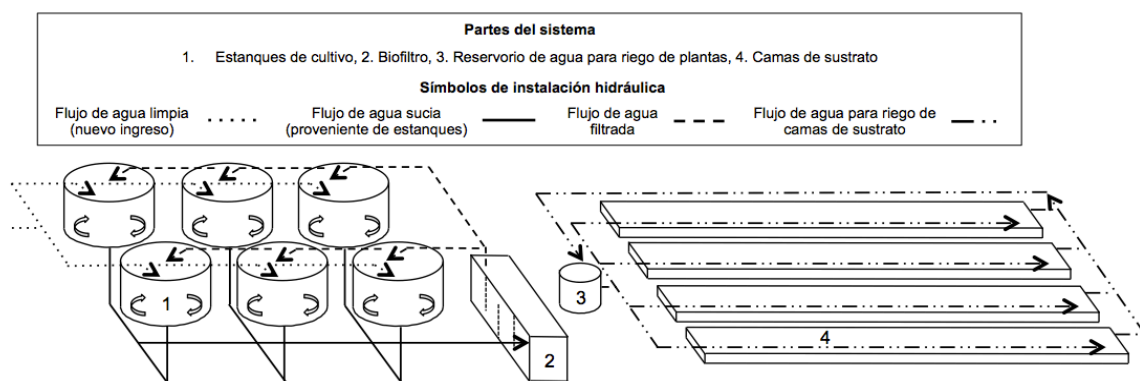 Partes del sistema
1. Estanques de cultivo, 2. Biofiltro, 3. Reservorio de agua para riego de plantas, 4. Camas de sustrato
Símbolos de instalación hidráulica
Flujo de agua limpia
(nuevo ingreso)
Flujo de agua sucia
(proveniente de estanques)
Flujo de agua
filtrada
Flujo de agua para riego de
camas de sustrato
1
2
3
4